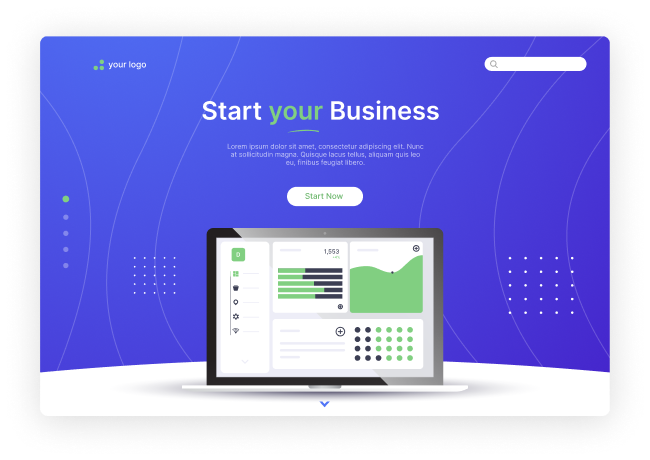 your logo
Start your Business
Lorem ipsum dolor sit amet, consectetur adipiscing elit. Nunc
at sollicitudin magna. Quisque lacus tellus, aliquam quis leo
eu, finibus feugiat libero.
Start Now
D
1,553